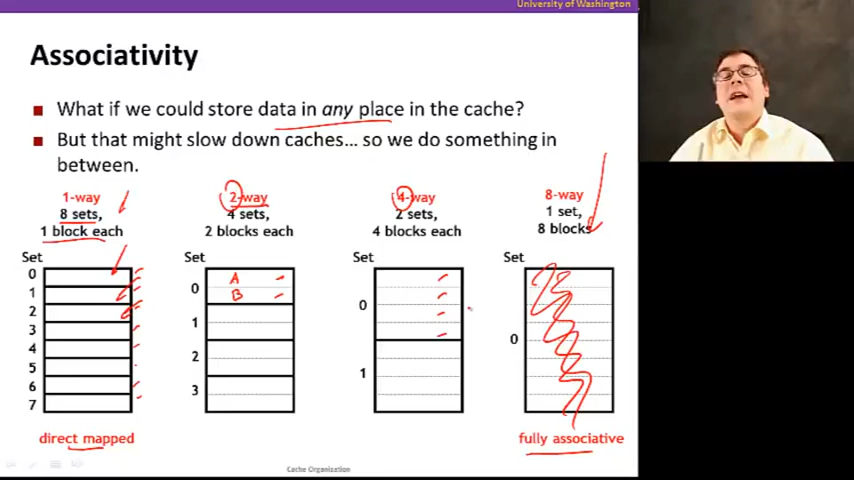 University of Washington
Associativity
What if we could store data in any place in the cache?
But that might slow down caches... so we do something in
between.
1-way
8 sets,
1 block each
2-way
4 sets,
2 blocks each
4-way
2 sets,
4 blocks each
8-way
1 set,
8 blocks
Set
0
1
2
3
4
5
6
7
direct mapped
Set
0
1
2
3
A
B
Set
0
1
Set
0
fully associative
Cache Organization